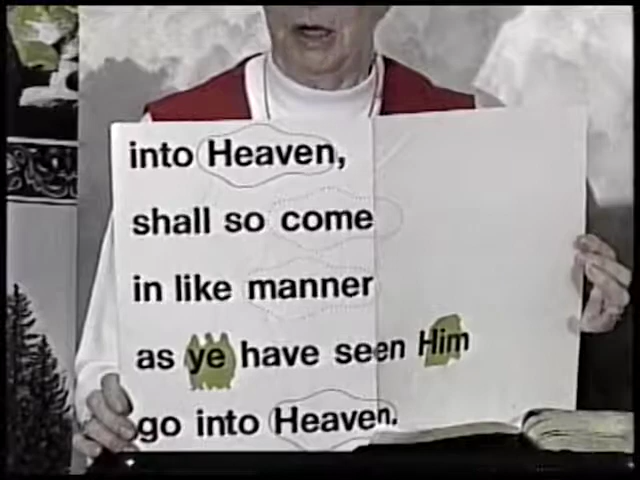 into Heaven,
shall so come
in like manner
as ye have seen Him
go into Heaven.